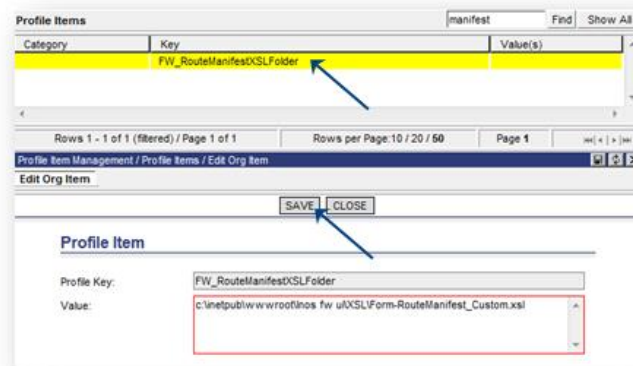 Profile Items manifest Find Show All
Category Key Value(s)
FW_RouteManifestXSLFolder
Rows 1 - 1 of 1 (filtered) / Page 1 of 1 Rows per Page:10 / 20 / 50 Page 1
Profile Item Management / Profile Items / Edit Org Item
Edit Org Item
SAVE CLOSE
Profile Item
Profile Key: FW_RouteManifestXSLFolder
Value: c:\inetpub\wwwroot\Inos fw ui\XSL\Form-RouteManifest_Custom.xsl